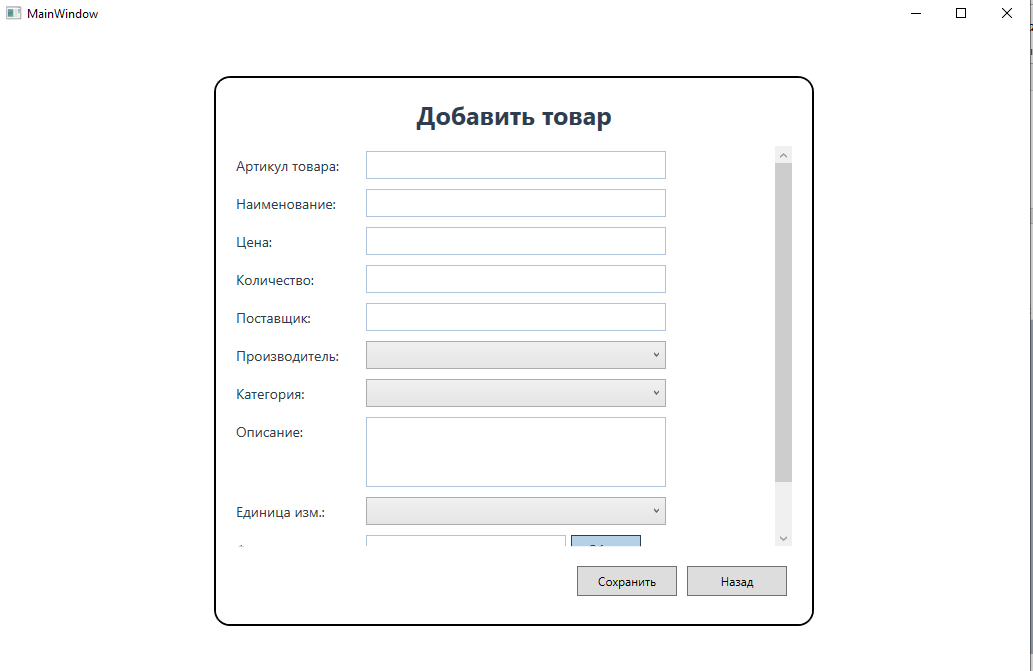 MainWindow
Добавить товар
Артикул товара:
Наименование:
Цена:
Количество:
Поставщик:
Производитель:
Категория:
Описание:
Единица изм.:
Сохранить
Назад